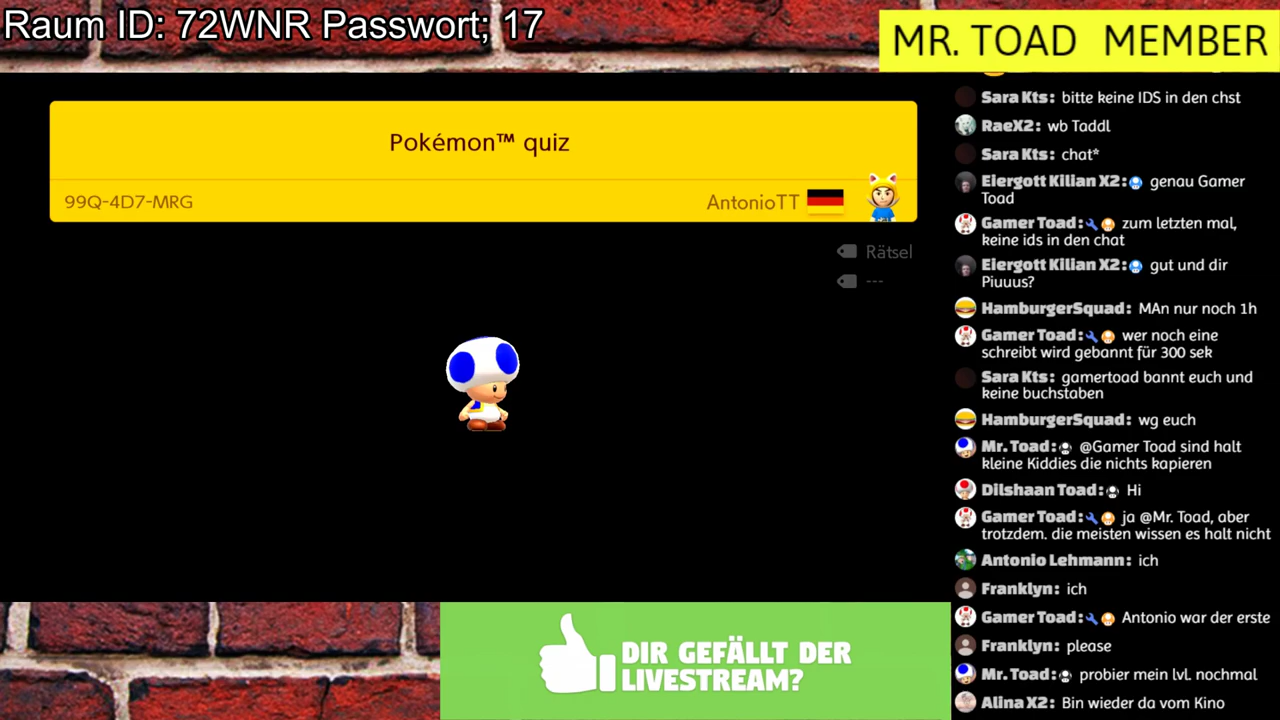 Raum ID: 72WNR Passwort; 17
MR. TOAD MEMBER
Pokémon™ quiz
99Q-4D7-MRG
AntonioTT
Rätsel
---
Sara Kts: bitte keine IDS in den chst
RaeX2: wb Taddl
Sara Kts: chat*
Eiergott Kilian X2: genau Gamer
Toad
Gamer Toad: zum letzten mal,
keine ids in den chat
Eiergott Kilian X2: gut und dir
Piuuus?
HamburgerSquad: MAn nur noch 1h
Gamer Toad: wer noch eine
schreibt wird gebannt für 300 sek
Sara Kts: gamertoad bannt euch und
keine buchstaben
HamburgerSquad: wg euch
Mr. Toad: @Gamer Toad sind halt
kleine Kiddies die nichts kapieren
Dilshaan Toad: Hi
Gamer Toad: ja @Mr. Toad, aber
trotzdem. die meisten wissen es halt nicht
Antonio Lehmann: ich
Franklyn: ich
Gamer Toad: Antonio war der erste
Franklyn: please
Mr. Toad: probier mein lvl nochmal
Alina X2: Bin wieder da vom Kino
DIR GEFÄLLT DER
LIVESTREAM?